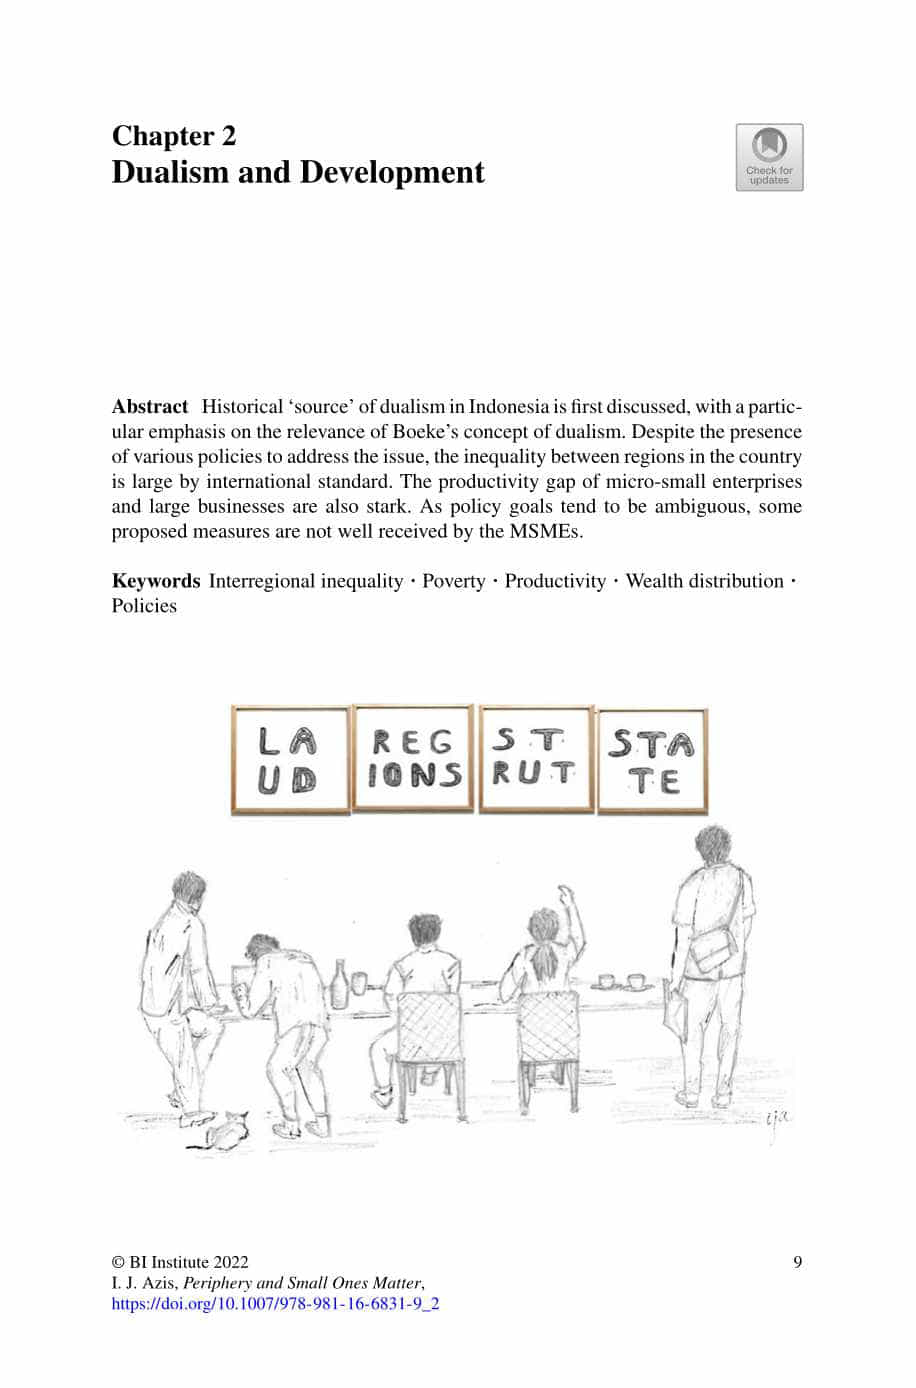 Chapter 2
Dualism and Development
Check for
updates
Abstract Historical ‘source’ of dualism in Indonesia is first discussed, with a partic-
ular emphasis on the relevance of Boeke’s concept of dualism. Despite the presence
of various policies to address the issue, the inequality between regions in the country
is large by international standard. The productivity gap of micro-small enterprises
and large businesses are also stark. As policy goals tend to be ambiguous, some
proposed measures are not well received by the MSMEs.
Keywords Interregional inequality · Poverty · Productivity · Wealth distribution ·
Policies
LA
UD
REG
IONS
ST
RUT
STA
TE
ija
© BI Institute 2022
9
I. J. Azis, Periphery and Small Ones Matter,
https://doi.org/10.1007/978-981-16-6831-9_2